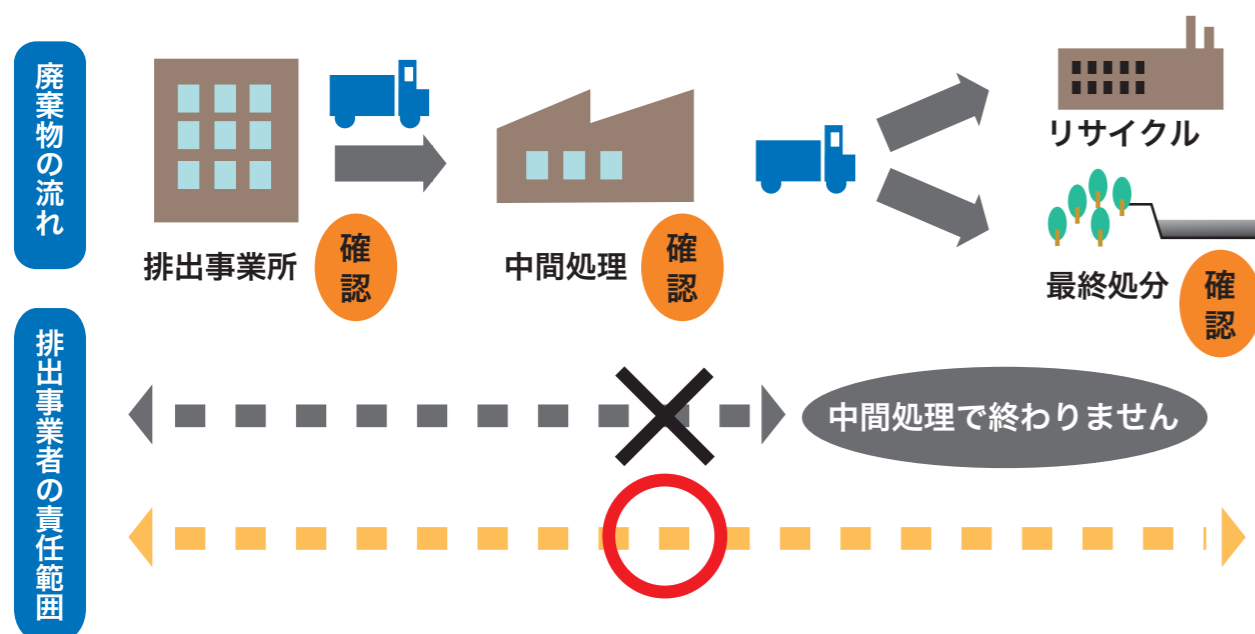 廃棄物の流れ
リサイクル
排出事業所
確認
中間処理
確認
最終処分
確認
排出事業者の責任範囲
中間処理で終わりません